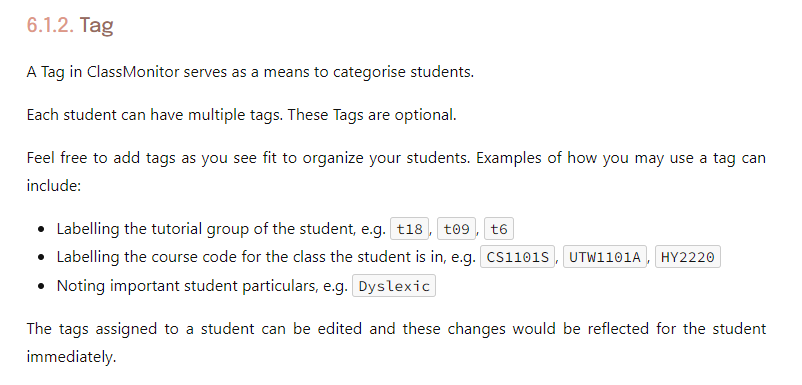 6.1.2. Tag
A Tag in ClassMonitor serves as a means to categorise students.
Each student can have multiple tags. These Tags are optional.
Feel free to add tags as you see fit to organize your students. Examples of how you may use a tag can
include:
• Labelling the tutorial group of the student, e.g. t18, t09, t6
• Labelling the course code for the class the student is in, e.g. CS1101S, UTW1101A, HY2220
• Noting important student particulars, e.g. Dyslexic
The tags assigned to a student can be edited and these changes would be reflected for the student
immediately.